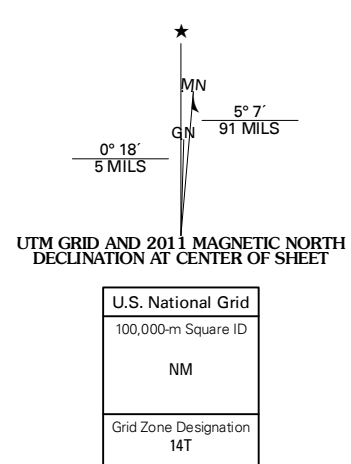 ★
MN
5° 7´
91 MILS
GN
0° 18´
5 MILS
UTM GRID AND 2011 MAGNETIC NORTH
DECLINATION AT CENTER OF SHEET
U.S. National Grid
100,000-m Square ID
NM
Grid Zone Designation
14T